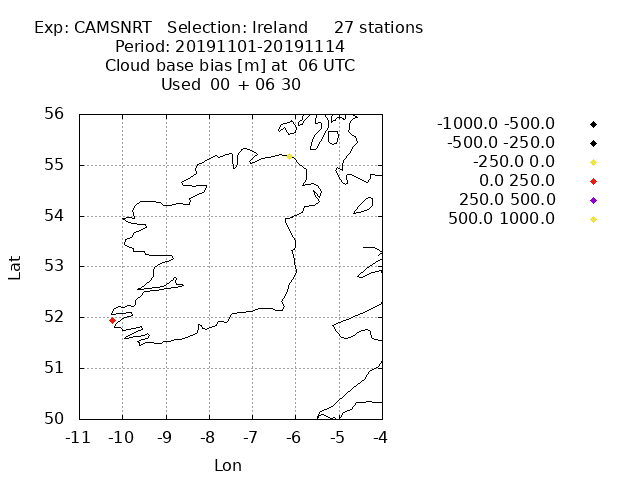 Exp: CAMSNRT   Selection: Ireland     27 stations
Period: 20191101-20191114
Cloud base bias [m] at  06 UTC
Used  00 + 06 30
-1000.0 -500.0
-500.0 -250.0
-250.0 0.0
0.0 250.0
250.0 500.0
500.0 1000.0
56
55
54
53
52
51
50
Lat
-11 -10 -9 -8 -7 -6 -5 -4
Lon